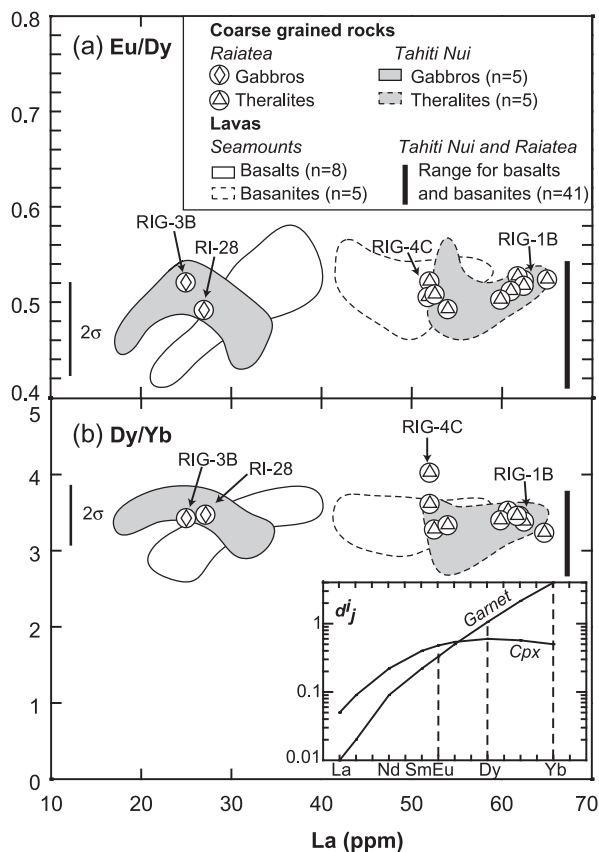 0.8
0.7
0.6
0.5
0.4
(a) Eu/Dy
Coarse grained rocks
Raiatea
Tahiti Nui
Gabbros
Gabbros (n=5)
Theralites
Theralites (n=5)
Lavas
Seamounts
Tahiti Nui and Raiatea
Basalts (n=8)
Range for basalts
Basanites (n=5)
and basanites (n=41)
RIG-3B
RI-28
RIG-4C
RIG-1B
2σ
5
4
3
2
1
0
(b) Dy/Yb
RIG-4C
RIG-3B
RI-28
RIG-1B
2σ
dij
Garnet
Cpx
1
0.1
0.01
La
Nd
Sm
Eu
Dy
Yb
10
20
30
40
50
60
70
La (ppm)